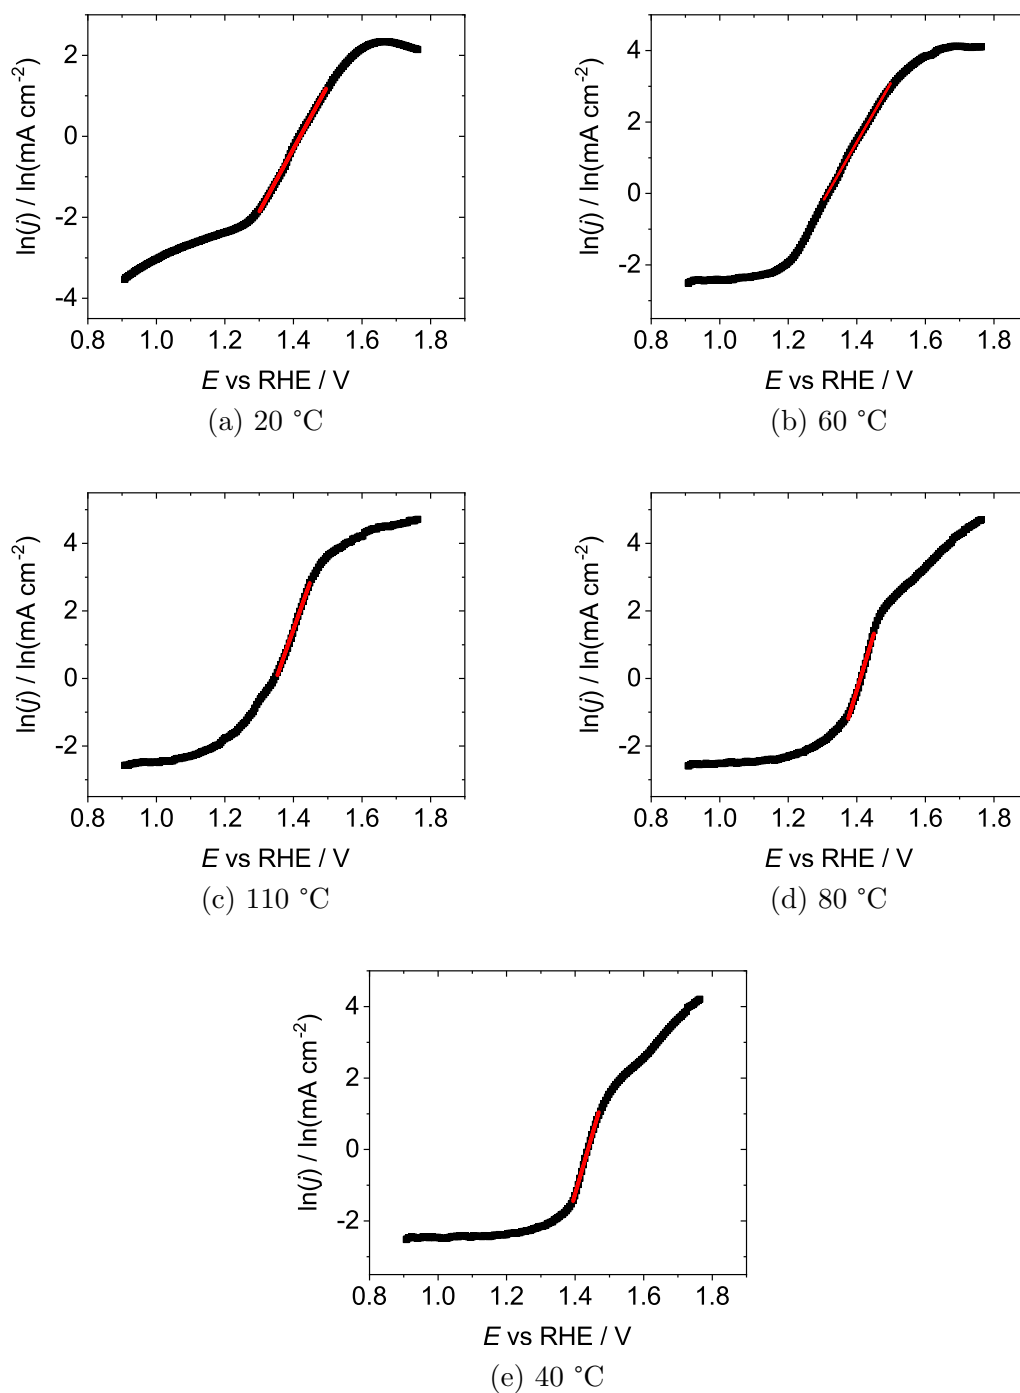 2
0
-2
-4
ln(j) / ln(mA cm-2)
0.8 1.0 1.2 1.4 1.6 1.8
E vs RHE / V
(a) 20 °C
4
2
0
-2
ln(j) / ln(mA cm-2)
0.8 1.0 1.2 1.4 1.6 1.8
E vs RHE / V
(b) 60 °C
4
2
0
-2
ln(j) / ln(mA cm-2)
0.8 1.0 1.2 1.4 1.6 1.8
E vs RHE / V
(c) 110 °C
4
2
0
-2
ln(j) / ln(mA cm-2)
0.8 1.0 1.2 1.4 1.6 1.8
E vs RHE / V
(d) 80 °C
4
2
0
-2
ln(j) / ln(mA cm-2)
0.8 1.0 1.2 1.4 1.6 1.8
E vs RHE / V
(e) 40 °C